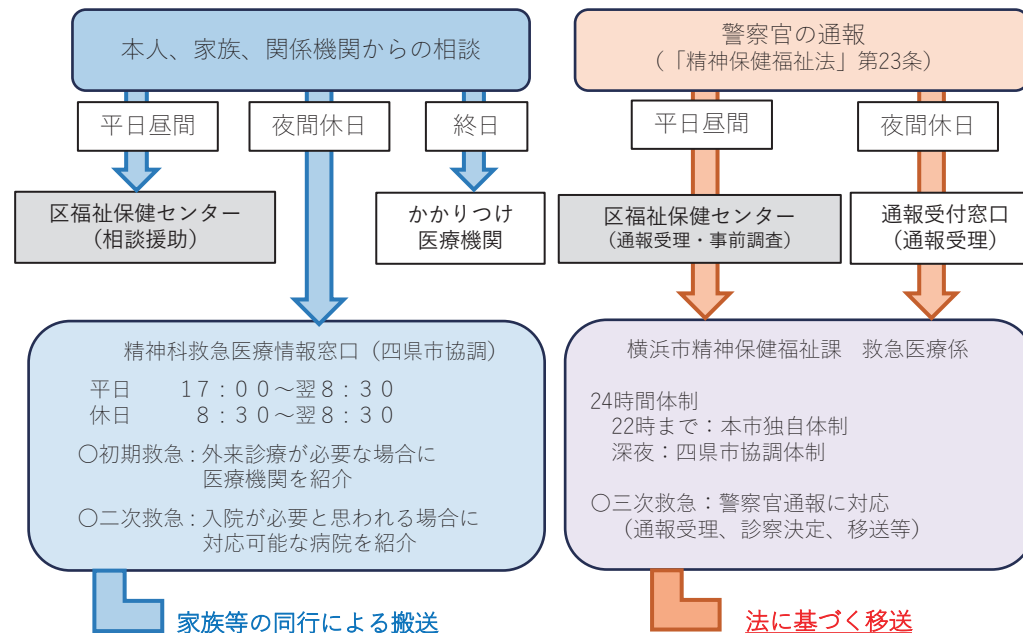 本人、家族、関係機関からの相談
平日昼間
夜間休日
終日
区福祉保健センター
（相談援助）
かかりつけ
医療機関
精神科救急医療情報窓口（四県市協調）
平日　１７：００～翌８：３０
休日　８：３０～翌８：３０
〇初期救急：外来診療が必要な場合に
医療機関を紹介
〇二次救急：入院が必要と思われる場合に
対応可能な病院を紹介
家族等の同行による搬送
警察官の通報
（「精神保健福祉法」第23条）
平日昼間
夜間休日
区福祉保健センター
（通報受理・事前調査）
通報受付窓口
（通報受理）
横浜市精神保健福祉課　救急医療係
24時間体制
22時まで：本市独自体制
深夜：四県市協調体制
〇三次救急：警察官通報に対応
（通報受理、診察決定、移送等）
法に基づく移送